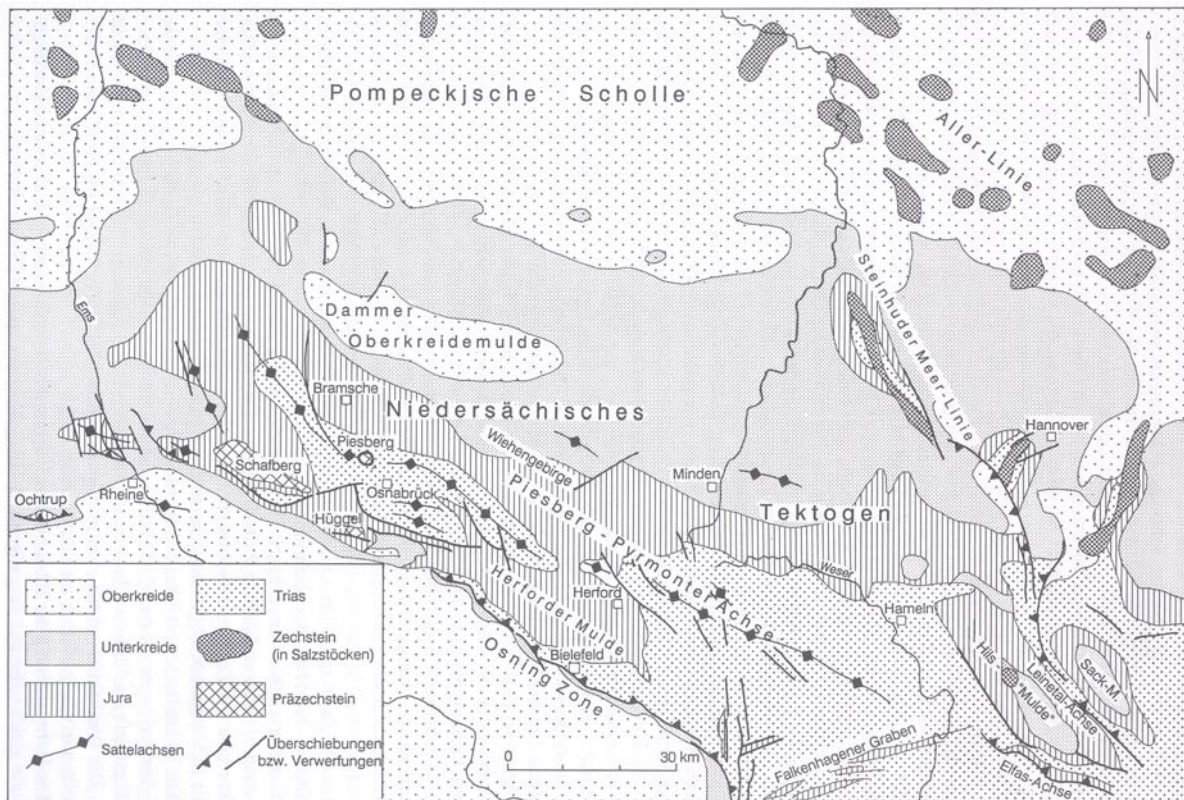 Pompeckjsche Scholle
N
Aller-Linie
Steinhuder Meer-Linie
Ems
Dammer
Oberkreidemulde
Bramsche
Niedersächisches
Hannover
Piesberg
Wiehengebirge
Minden
Schafberg
Piesberg-Pyrmonter Achse
Tektogen
Ochtrup
Rheine
Osnabrück
Hüggel
Herforder Mulde
Herford
Weser
Hameln
Bielefeld
Osning Zone
Hils-"Mulde"
Leinetal-Achse
Sack-M.
Falkenhagener Graben
Elfas-Achse
0 30 km
Oberkreide
Unterkreide
Jura
Sattelachsen
Trias
Zechstein
(in Salzstöcken)
Präzechstein
Überschiebungen
bzw. Verwerfungen